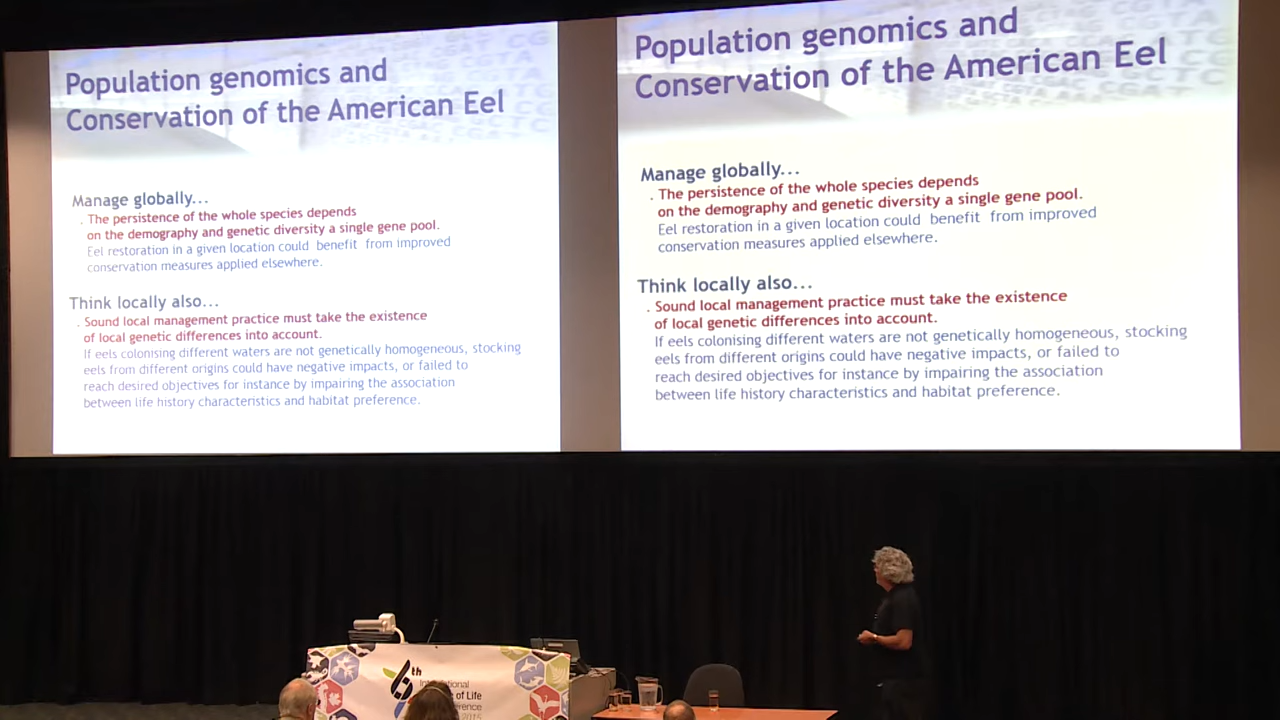 Population genomics and
Conservation of the American Eel
Manage globally...
. The persistence of the whole species depends
on the demography and genetic diversity a single gene pool.
Eel restoration in a given location could benefit from improved
conservation measures applied elsewhere.
Think locally also...
. Sound local management practice must take the existence
of local genetic differences into account.
If eels colonising different waters are not genetically homogeneous, stocking
eels from different origins could have negative impacts, or failed to
reach desired objectives for instance by impairing the association
between life history characteristics and habitat preference.
Population genomics and
Conservation of the American Eel
Manage globally...
. The persistence of the whole species depends
on the demography and genetic diversity a single gene pool.
Eel restoration in a given location could benefit from improved
conservation measures applied elsewhere.
Think locally also...
. Sound local management practice must take the existence
of local genetic differences into account.
If eels colonising different waters are not genetically homogeneous, stocking
eels from different origins could have negative impacts, or failed to
reach desired objectives for instance by impairing the association
between life history characteristics and habitat preference.
6th
of Life
2015